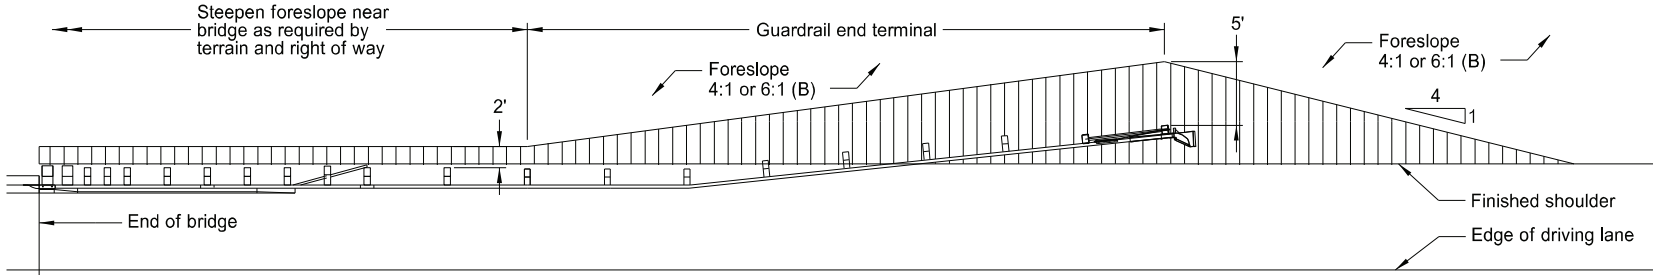 Steepen foreslope near
bridge as required by
terrain and right of way
Guardrail end terminal
5'
Foreslope
4:1 or 6:1 (B)
Foreslope
4:1 or 6:1 (B)
2'
4
1
Finished shoulder
End of bridge
Edge of driving lane